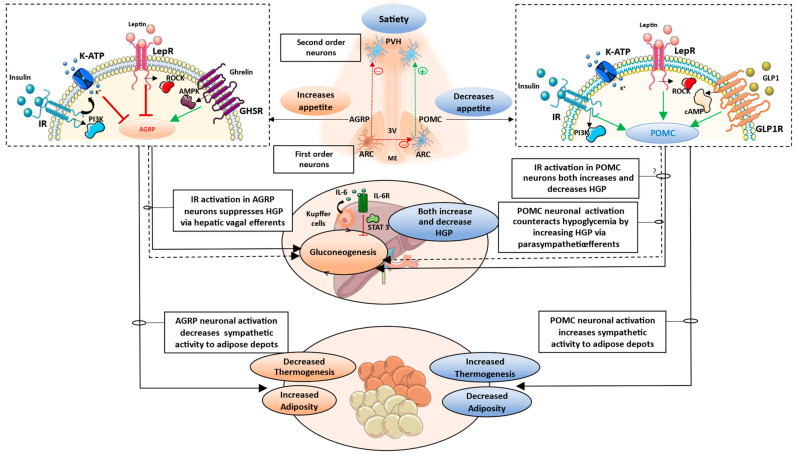 Leptin
LepR
K-ATP
K⁺
ROCK
AMPK
Ghrelin
Insulin
IR
PI3K
GHSR
AGRP
Satiety
Second order
neurons
PVH
Increases
appetite
Decreases
appetite
AGRP
POMC
3V
First order
neurons
ARC
ME
ARC
Leptin
LepR
K-ATP
K⁺
ROCK
cAMP
GLP1
Insulin
IR
PI3K
GLP1R
POMC
IR activation in AGRP
neurons suppresses HGP
via hepatic vagal efferents
IL-6
IL-6R
Kupffer
cells
STAT 3
Both increase
and decrease
HGP
Gluconeogenesis
?
IR activation in POMC
neurons both increases and
decreases HGP
POMC neuronal activation
counteracts hypoglycemia by
increasing HGP via
parasympatheticefferents
AGRP neuronal activation
decreases sympathetic
activity to adipose depots
POMC neuronal activation
increases sympathetic
activity to adipose depots
Decreased
Thermogenesis
Increased
Adiposity
Increased
Thermogenesis
Decreased
Adiposity